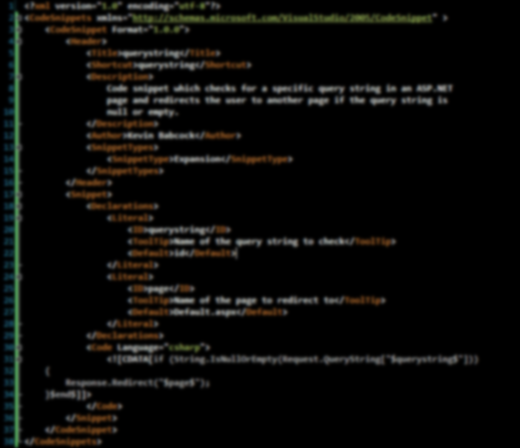 1 <?xml version="1.0" encoding="utf-8"?>
2 <CodeSnippets xmlns="http://schemas.microsoft.com/VisualStudio/2005/CodeSnippet" >
3 <CodeSnippet Format="1.0.0">
4 <Header>
5 <Title>querystring</Title>
6 <Shortcut>querystring</Shortcut>
7 <Description>
8 Code snippet which checks for a specific query string in an ASP.NET
9 page and redirects the user to another page if the query string is
10 null or empty.
11 </Description>
12 <Author>Kevin Babcock</Author>
13 <SnippetTypes>
14 <SnippetType>Expansion</SnippetType>
15 </SnippetTypes>
16 </Header>
17 <Snippet>
18 <Declarations>
19 <Literal>
20 <ID>querystring</ID>
21 <ToolTip>Name of the query string to check</ToolTip>
22 <Default>id</Default>
23 </Literal>
24 <Literal>
25 <ID>page</ID>
26 <ToolTip>Name of the page to redirect to</ToolTip>
27 <Default>Default.aspx</Default>
28 </Literal>
29 </Declarations>
30 <Code Language="csharp">
31 <![CDATA[if (String.IsNullOrEmpty(Request.QueryString["$querystring$"]))
32 {
33 Response.Redirect("$page$");
34 }$end$]]>
35 </Code>
36 </Snippet>
37 </CodeSnippet>
38 </CodeSnippets>